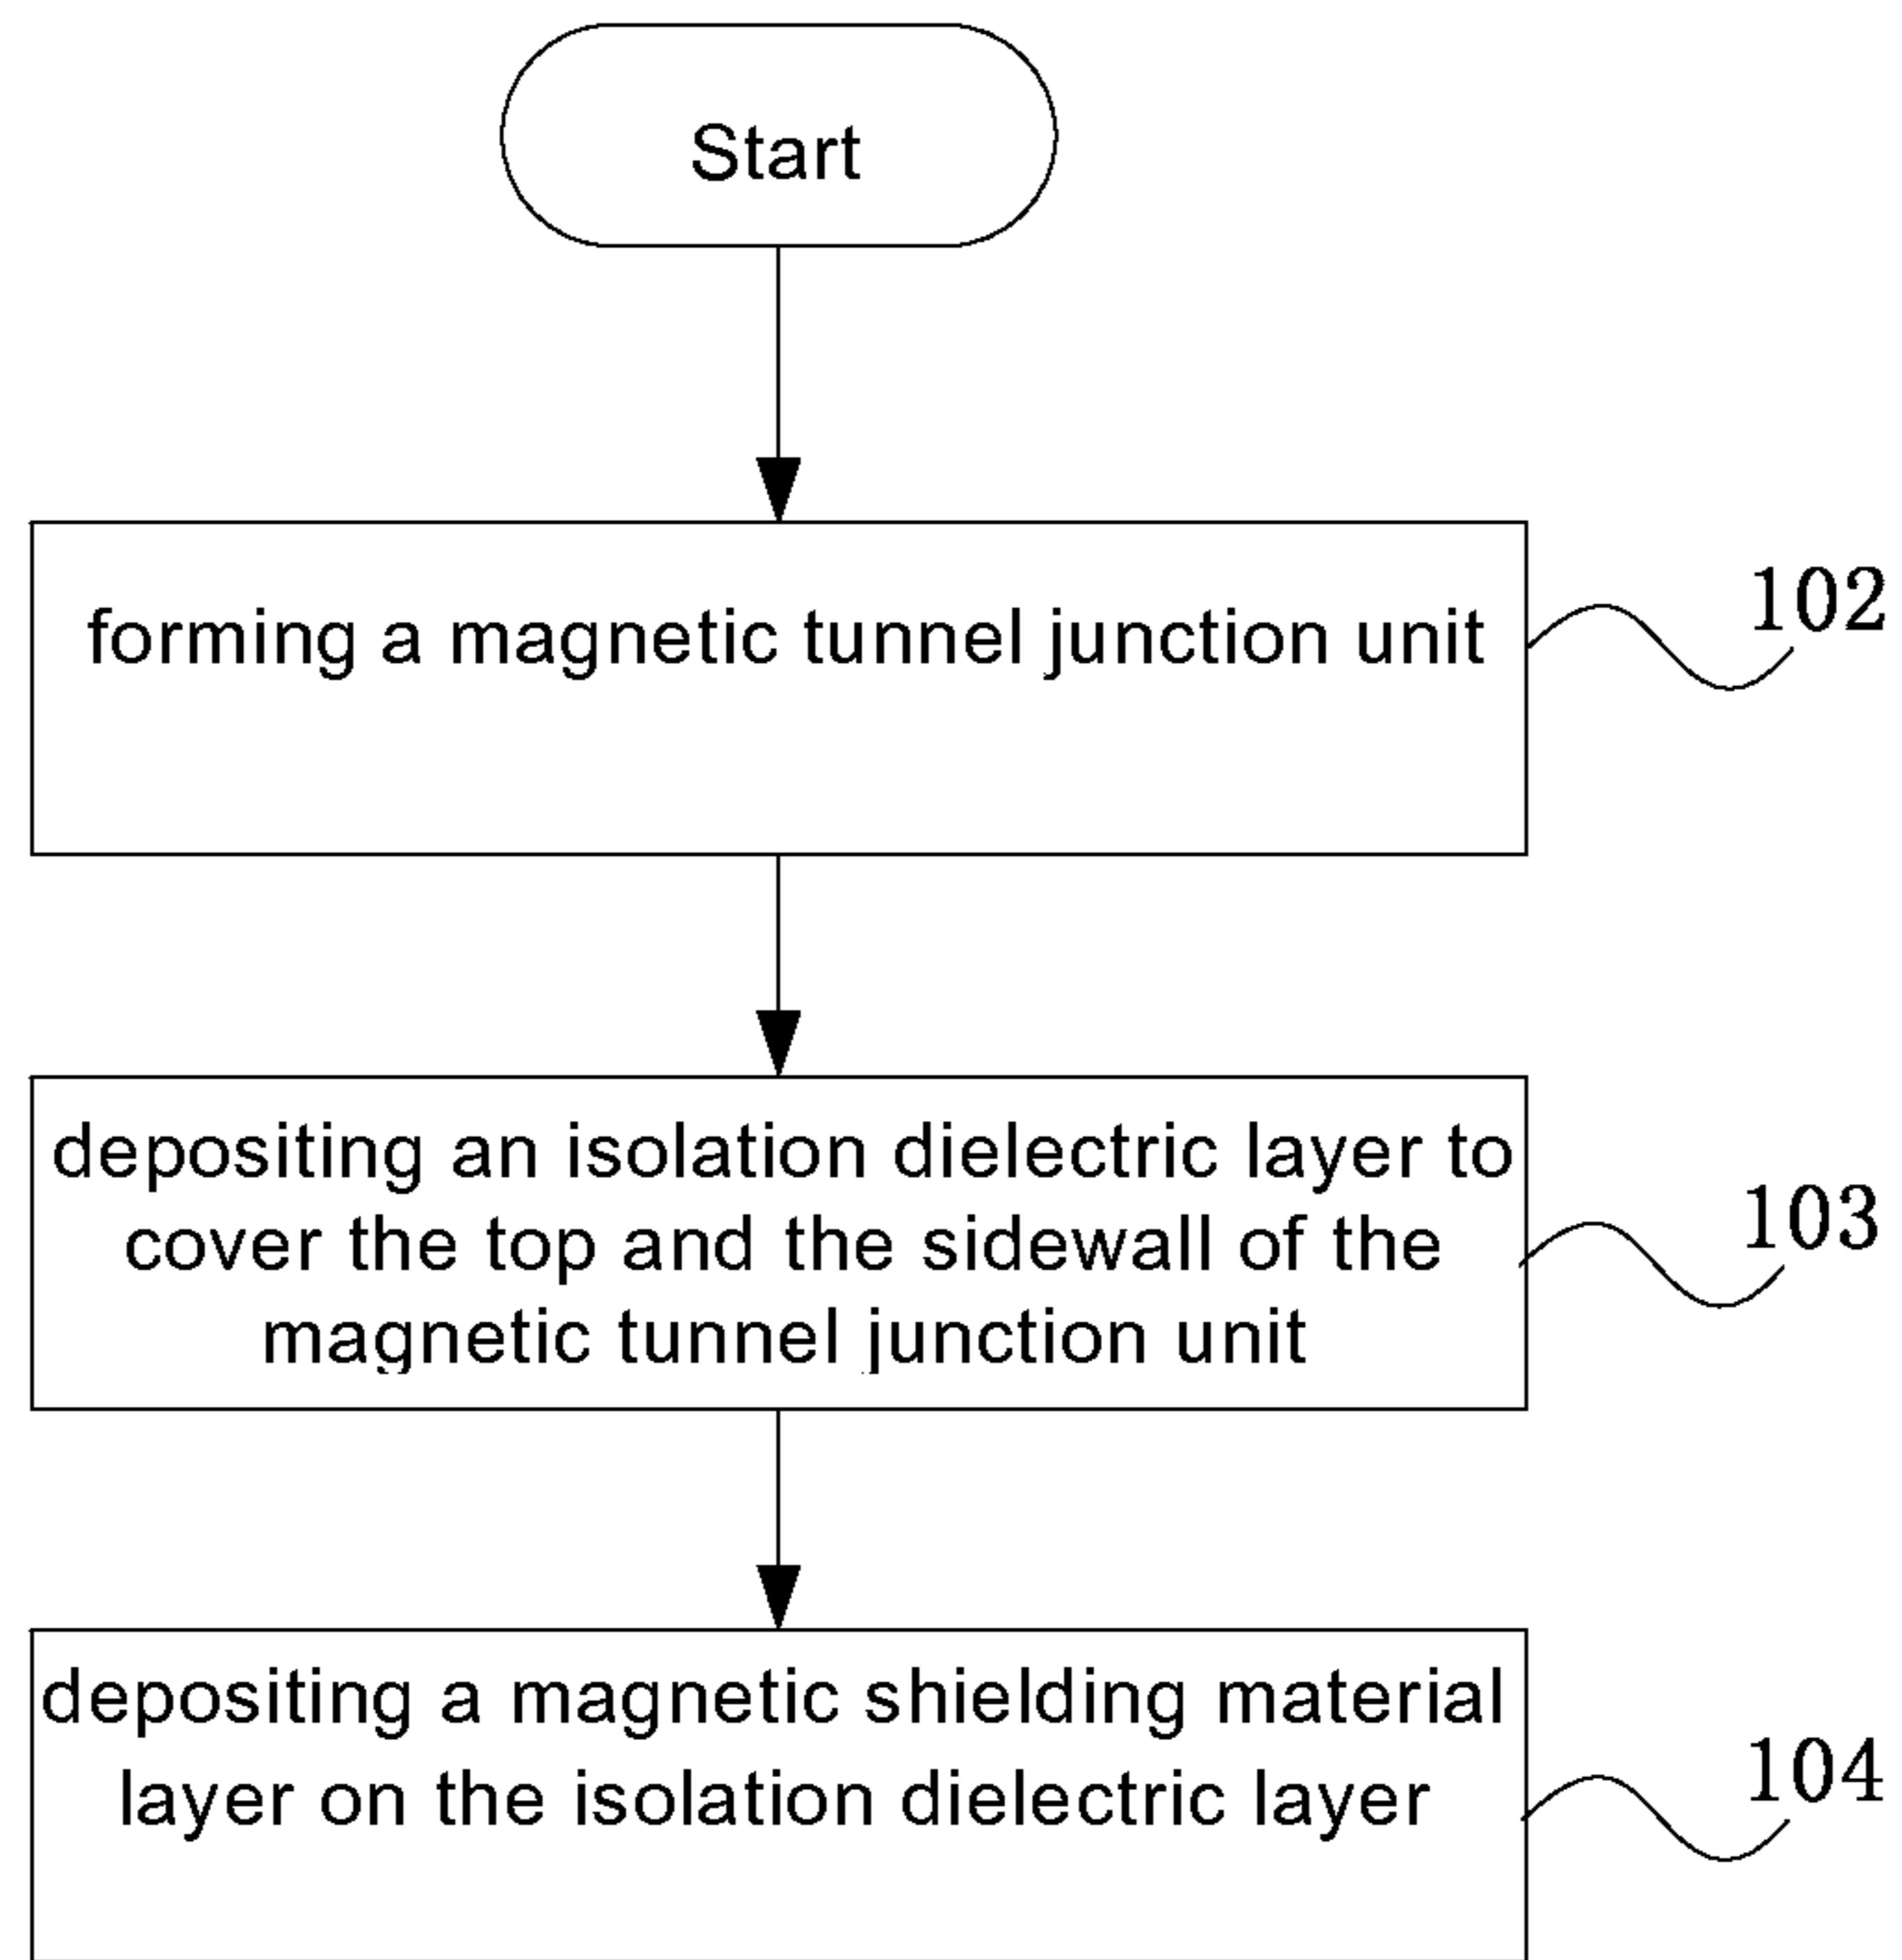 Start
forming a magnetic tunnel junction unit
102
depositing an isolation dielectric layer to
cover the top and the sidewall of the
magnetic tunnel junction unit
103
depositing a magnetic shielding material
layer on the isolation dielectric layer
104